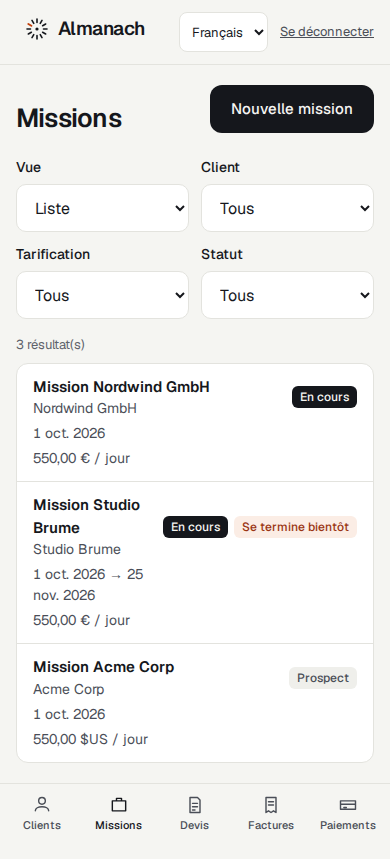 Almanach
Français
Se déconnecter
Missions
Nouvelle mission
Vue
Client
Liste
Tous
Tarification
Statut
Tous
Tous
3 résultat(s)
Mission Nordwind GmbH
En cours
Nordwind GmbH
1 oct. 2026
550,00 € / jour
Mission Studio
Brume
En cours
Se termine bientôt
Studio Brume
1 oct. 2026 → 25
nov. 2026
550,00 € / jour
Mission Acme Corp
Prospect
Acme Corp
1 oct. 2026
550,00 $US / jour
Clients
Missions
Devis
Factures
Paiements